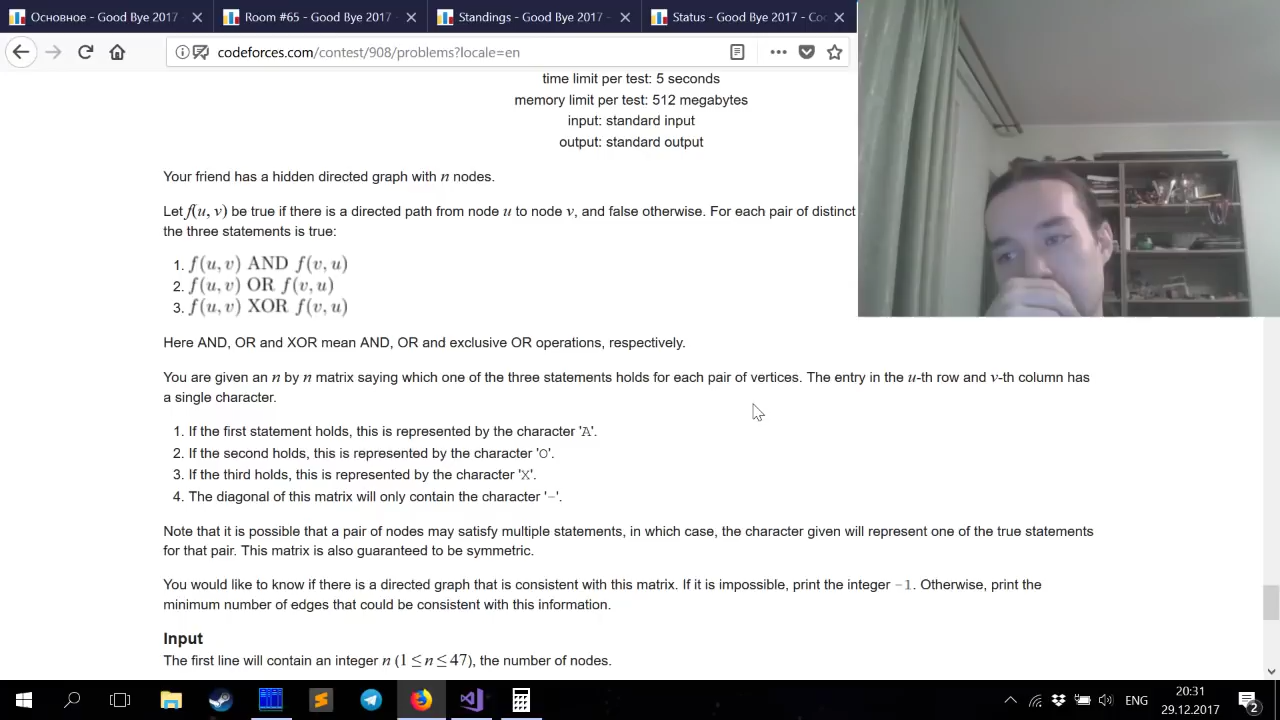 Основное - Good Bye 2017 -
Room #65 - Good Bye 2017 -
Standings - Good Bye 2017 -
Status - Good Bye 2017 - Co
codeforces.com/contest/908/problems?locale=en
time limit per test: 5 seconds
memory limit per test: 512 megabytes
input: standard input
output: standard output
Your friend has a hidden directed graph with n nodes.
Let f(u, v) be true if there is a directed path from node u to node v, and false otherwise. For each pair of distinct
the three statements is true:
1. f(u, v) AND f(v, u)
2. f(u, v) OR f(v, u)
3. f(u, v) XOR f(v, u)
Here AND, OR and XOR mean AND, OR and exclusive OR operations, respectively.
You are given an n by n matrix saying which one of the three statements holds for each pair of vertices. The entry in the u-th row and v-th column has
a single character.
1. If the first statement holds, this is represented by the character 'A'.
2. If the second holds, this is represented by the character 'O'.
3. If the third holds, this is represented by the character 'X'.
4. The diagonal of this matrix will only contain the character '-'.
Note that it is possible that a pair of nodes may satisfy multiple statements, in which case, the character given will represent one of the true statements
for that pair. This matrix is also guaranteed to be symmetric.
You would like to know if there is a directed graph that is consistent with this matrix. If it is impossible, print the integer -1. Otherwise, print the
minimum number of edges that could be consistent with this information.
Input
The first line will contain an integer n (1 ≤ n ≤ 47), the number of nodes.
ENG
20:31
29.12.2017
2